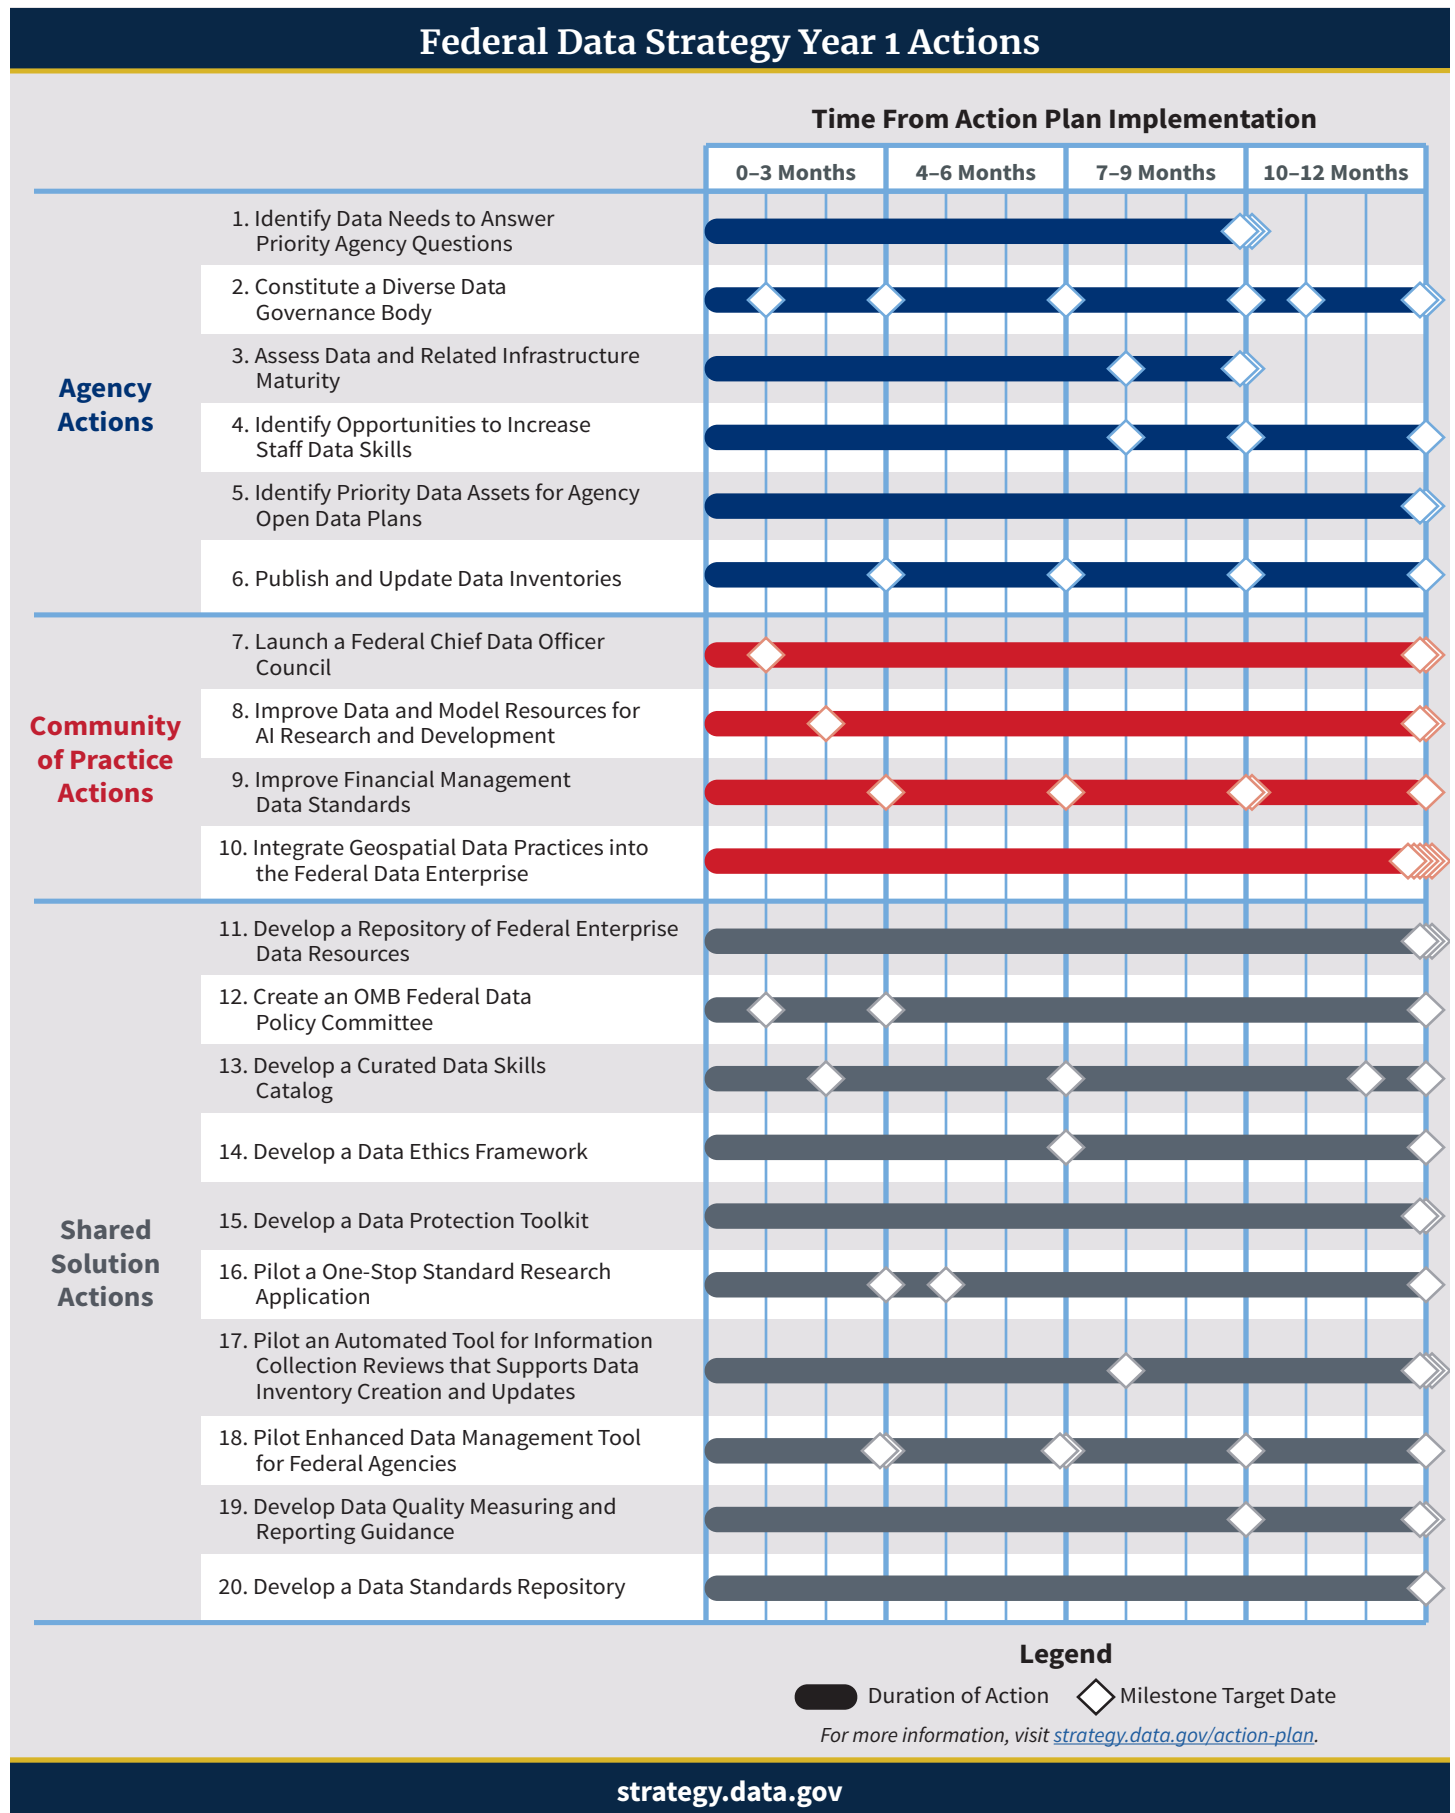 Federal Data Strategy Year 1 Actions
Time From Action Plan Implementation
0–3 Months
4–6 Months
7–9 Months
10–12 Months
Agency
Actions
1. Identify Data Needs to Answer
Priority Agency Questions
2. Constitute a Diverse Data
Governance Body
3. Assess Data and Related Infrastructure
Maturity
4. Identify Opportunities to Increase
Staff Data Skills
5. Identify Priority Data Assets for Agency
Open Data Plans
6. Publish and Update Data Inventories
Community
of Practice
Actions
7. Launch a Federal Chief Data Officer
Council
8. Improve Data and Model Resources for
AI Research and Development
9. Improve Financial Management
Data Standards
10. Integrate Geospatial Data Practices into
the Federal Data Enterprise
Shared
Solution
Actions
11. Develop a Repository of Federal Enterprise
Data Resources
12. Create an OMB Federal Data
Policy Committee
13. Develop a Curated Data Skills
Catalog
14. Develop a Data Ethics Framework
15. Develop a Data Protection Toolkit
16. Pilot a One-Stop Standard Research
Application
17. Pilot an Automated Tool for Information
Collection Reviews that Supports Data
Inventory Creation and Updates
18. Pilot Enhanced Data Management Tool
for Federal Agencies
19. Develop Data Quality Measuring and
Reporting Guidance
20. Develop a Data Standards Repository
Legend
Duration of Action
Milestone Target Date
For more information, visit strategy.data.gov/action-plan.
strategy.data.gov